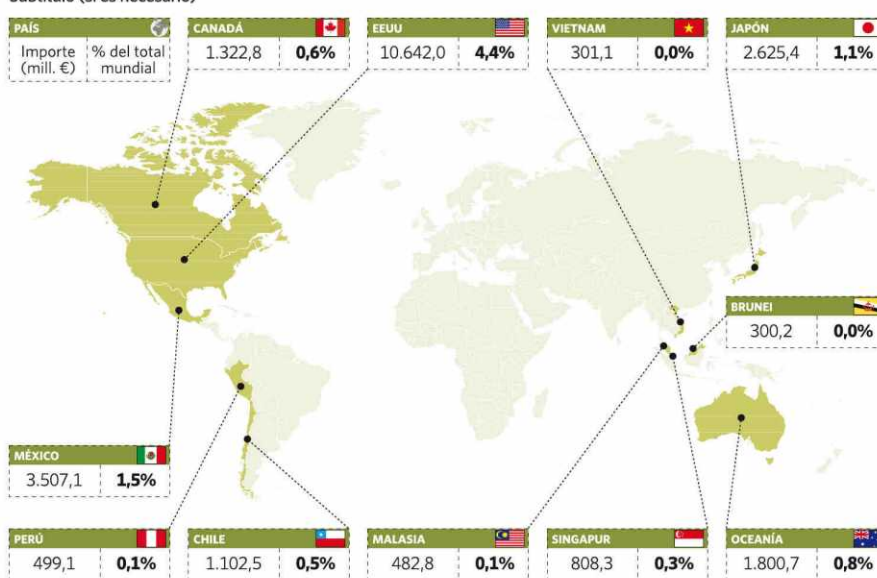 PAÍS
Importe (mill. €)
% del total mundial
CANADÁ
1.322,8 0,6%
EEUU
10.642,0 4,4%
VIETNAM
301,1 0,0%
JAPÓN
2.625,4 1,1%
BRUNEI
300,2 0,0%
MÉXICO
3.507,1 1,5%
PERÚ
499,1 0,1%
CHILE
1.102,5 0,5%
MALASIA
482,8 0,1%
SINGAPUR
808,3 0,3%
OCEANÍA
1.800,7 0,8%